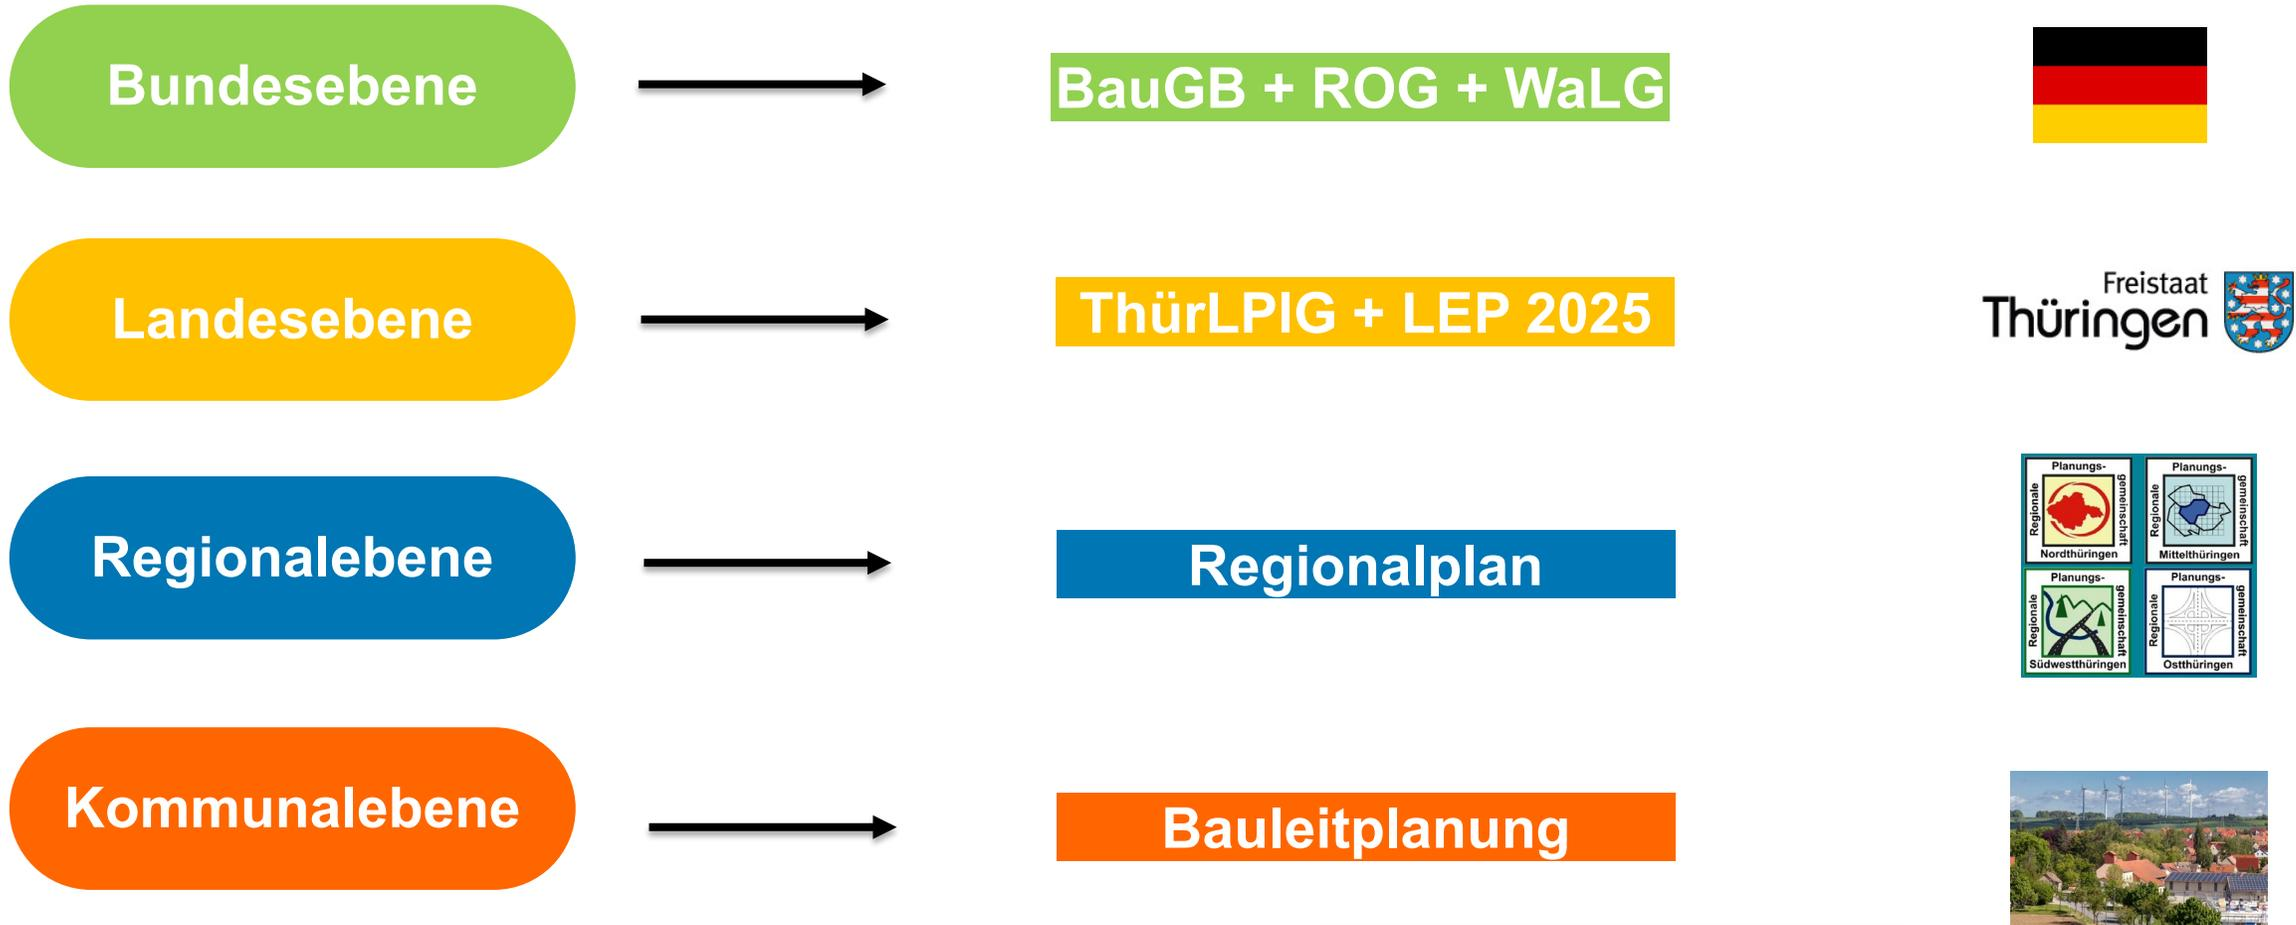 Bundesebene
BauGB + ROG + WaLG
Landesebene
ThürLPlG + LEP 2025
Freistaat
Thüringen
Regionalebene
Regionalplan
Planungs-
Regionale
gemeinschaft
Nordthüringen
Planungs-
Regionale
gemeinschaft
Mittelthüringen
Planungs-
Regionale
gemeinschaft
Südwestthüringen
Planungs-
Regionale
gemeinschaft
Ostthüringen
Kommunalebene
Bauleitplanung